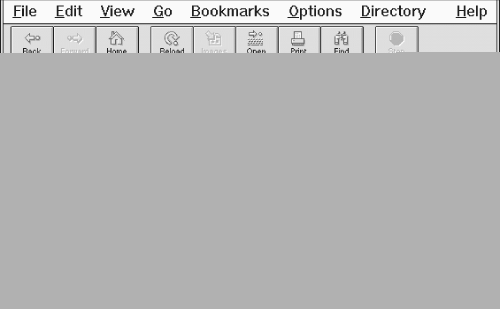 File Edit View Go Bookmarks Options Directory Help
Back Forward Home Reload Images Open Print Find Stop